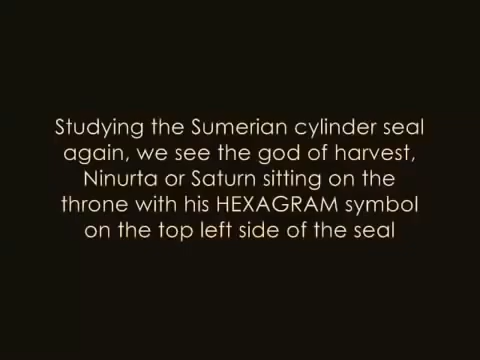 Studying the Sumerian cylinder seal
again, we see the god of harvest,
Ninurta or Saturn sitting on the
throne with his HEXAGRAM symbol
on the top left side of the seal